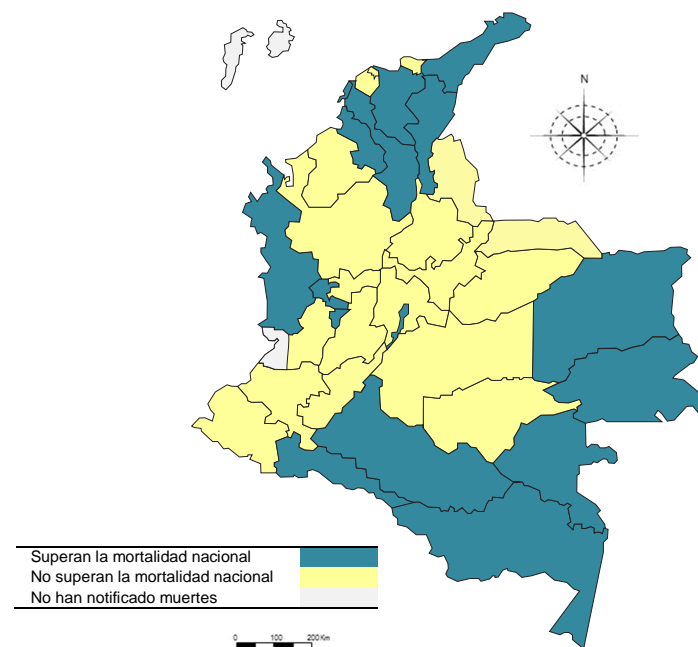 N
Superan la mortalidad nacional
No superan la mortalidad nacional
No han notificado muertes
0 100 200 Km